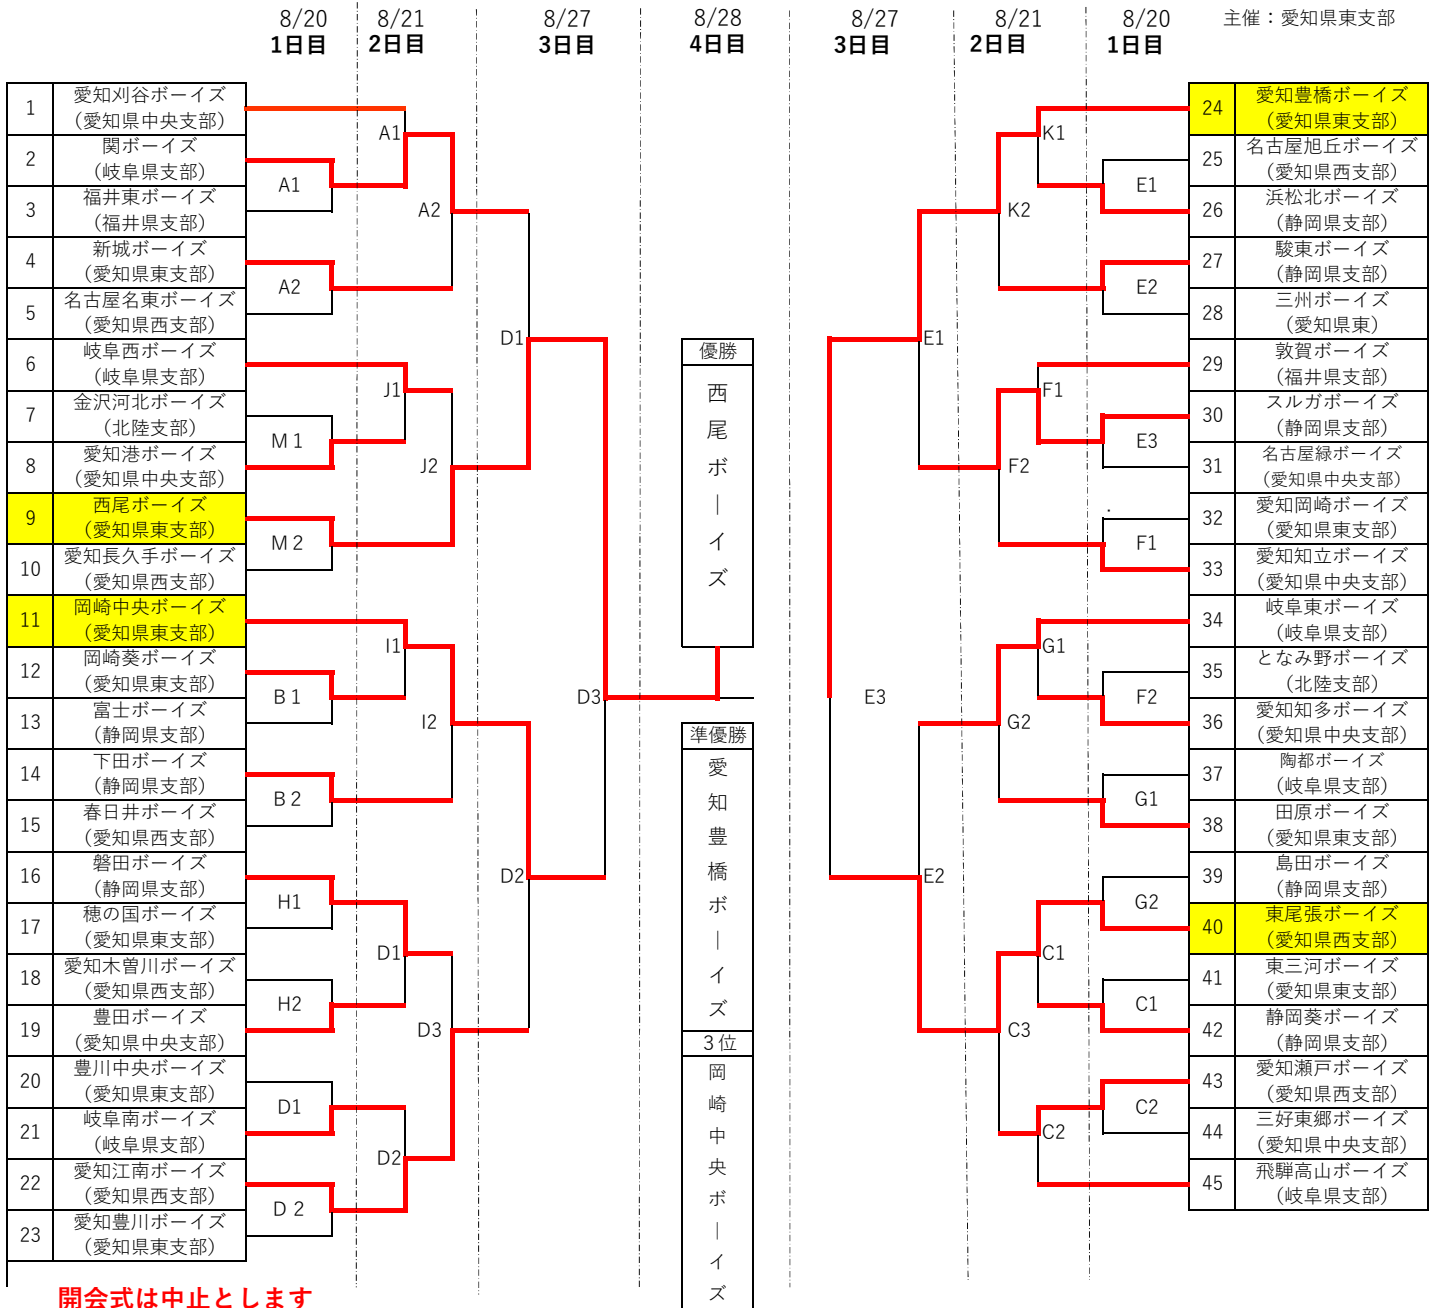 8/20 8/21 8/27 8/28 8/27 8/21 8/20 主催：愛知県東支部
1日目 2日目 3日目 4日目 3日目 2日目 1日目
1 愛知刈谷ボーイズ
（愛知県中央支部）
2 関ボーイズ
（岐阜県支部）
3 福井東ボーイズ
（福井県支部）
4 新城ボーイズ
（愛知県東支部）
5 名古屋名東ボーイズ
（愛知県西支部）
6 岐阜西ボーイズ
（岐阜県支部）
7 金沢河北ボーイズ
（北陸支部）
8 愛知港ボーイズ
（愛知県中央支部）
9 西尾ボーイズ
（愛知県東支部）
10 愛知長久手ボーイズ
（愛知県西支部）
11 岡崎中央ボーイズ
（愛知県東支部）
12 岡崎葵ボーイズ
（愛知県東支部）
13 富士ボーイズ
（静岡県支部）
14 下田ボーイズ
（静岡県支部）
15 春日井ボーイズ
（愛知県西支部）
16 磐田ボーイズ
（静岡県支部）
17 穂の国ボーイズ
（愛知県東支部）
18 愛知木曽川ボーイズ
（愛知県西支部）
19 豊田ボーイズ
（愛知県中央支部）
20 豊川中央ボーイズ
（愛知県東支部）
21 岐阜南ボーイズ
（岐阜県支部）
22 愛知江南ボーイズ
（愛知県西支部）
23 愛知豊川ボーイズ
（愛知県東支部）
A1
A2
M 1
M 2
B 1
B 2
H1
H2
D1
D 2
A1
J1
I1
D1
D2
A2
J2
I2
D3
D1
D2
D3
優勝
西尾ボーイズ
準優勝
愛知豊橋ボーイズ
３位
岡崎中央ボーイズ
E3
E1
E2
K2
F2
G2
C3
K1
F1
G1
C1
C2
E1
E2
E3
F1
F2
G1
G2
C1
C2
24 愛知豊橋ボーイズ
（愛知県東支部）
25 名古屋旭丘ボーイズ
（愛知県西支部）
26 浜松北ボーイズ
（静岡県支部）
27 駿東ボーイズ
（静岡県支部）
28 三州ボーイズ
（愛知県東）
29 敦賀ボーイズ
（福井県支部）
30 スルガボーイズ
（静岡県支部）
31 名古屋緑ボーイズ
（愛知県中央支部）
32 愛知岡崎ボーイズ
（愛知県東支部）
33 愛知知立ボーイズ
（愛知県中央支部）
34 岐阜東ボーイズ
（岐阜県支部）
35 となみ野ボーイズ
（北陸支部）
36 愛知知多ボーイズ
（愛知県中央支部）
37 陶都ボーイズ
（岐阜県支部）
38 田原ボーイズ
（愛知県東支部）
39 島田ボーイズ
（静岡県支部）
40 東尾張ボーイズ
（愛知県西支部）
41 東三河ボーイズ
（愛知県東支部）
42 静岡葵ボーイズ
（静岡県支部）
43 愛知瀬戸ボーイズ
（愛知県西支部）
44 三好東郷ボーイズ
（愛知県中央支部）
45 飛騨高山ボーイズ
（岐阜県支部）
開会式は中止とします